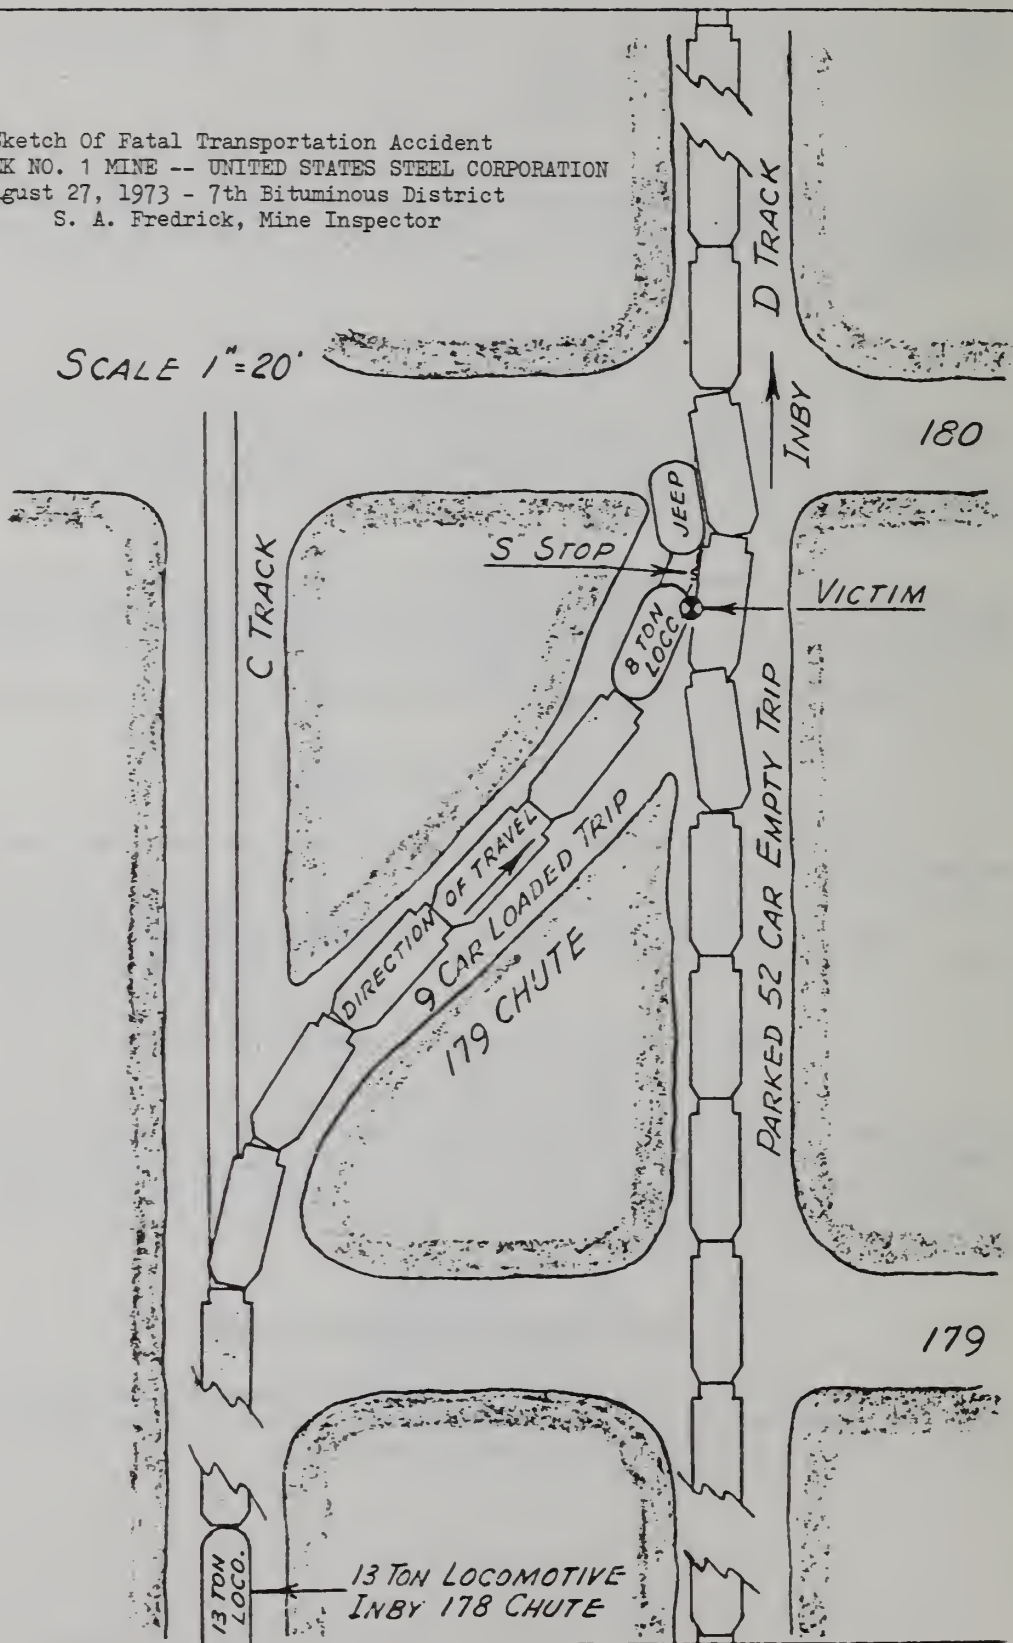 Sketch Of Fatal Transportation Accident
K NO. 1 MINE -- UNITED STATES STEEL CORPORATION
gust 27, 1973 - 7th Bituminous District
S. A. Fredrick, Mine Inspector
SCALE 1"=20'
D TRACK
INBY
180
JEEP
S STOP
VICTIM
C TRACK
8 TON
LOCO.
PARKED 52 CAR EMPTY TRIP
DIRECTION OF TRAVEL
9 CAR LOADED TRIP
179 CHUTE
179
13 TON
LOCO.
13 TON LOCOMOTIVE
INBY 178 CHUTE